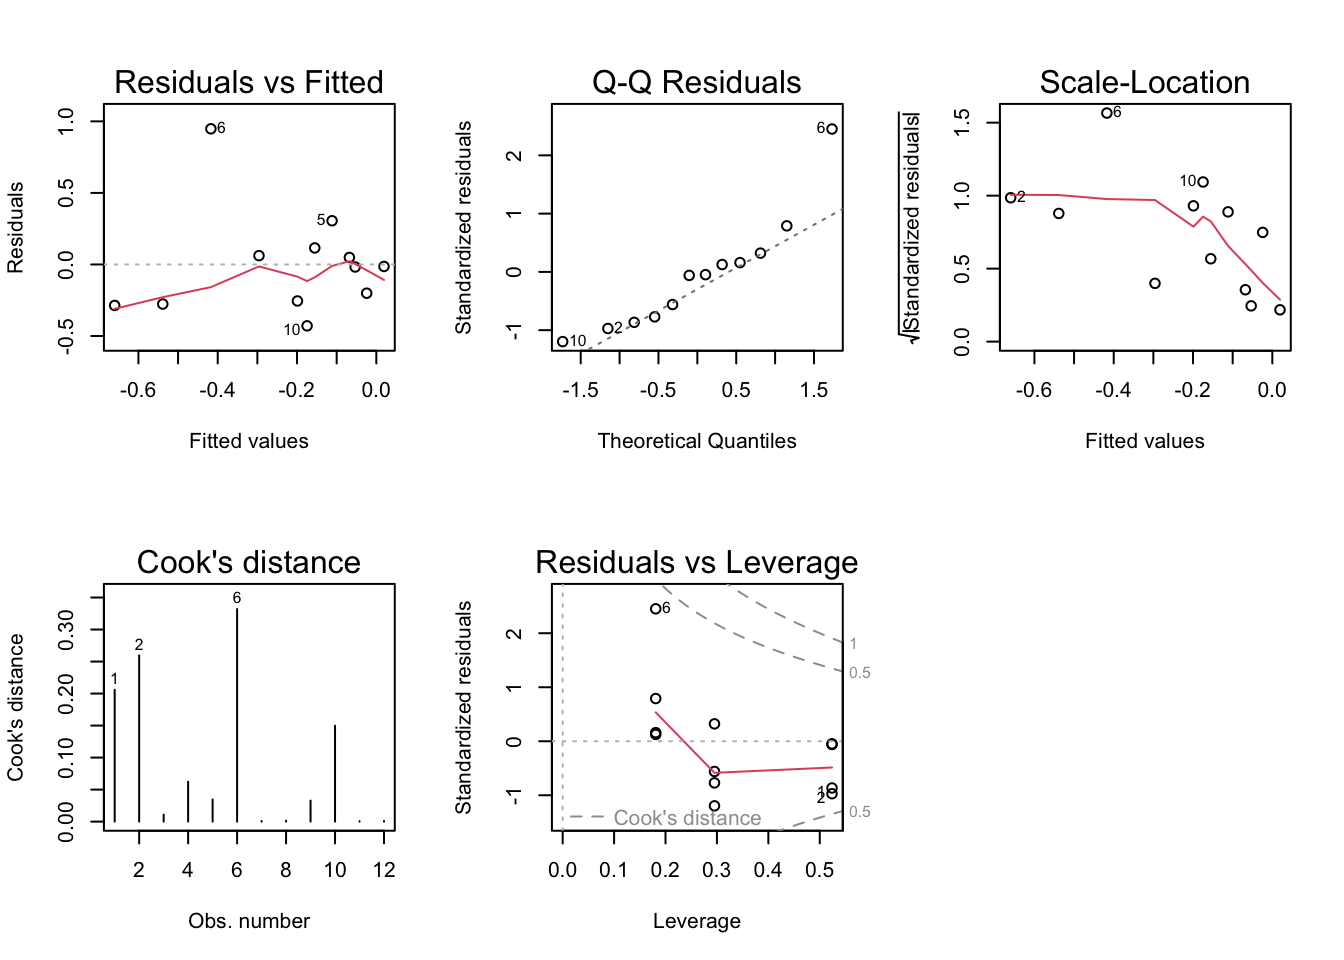 Residuals vs Fitted
Residuals
1.0
0.5
0.0
-0.5
6
5
10
-0.6 -0.4 -0.2 0.0
Fitted values
Q-Q Residuals
Standardized residuals
2
1
0
-1
6
2
10
-1.5 -0.5 0.5 1.5
Theoretical Quantiles
Scale-Location
√|Standardized residuals|
1.5
1.0
0.5
0.0
6
10
2
-0.6 -0.4 -0.2 0.0
Fitted values
Cook's distance
Cook's distance
0.30
0.20
0.10
0.00
6
2
1
2 4 6 8 10 12
Obs. number
Residuals vs Leverage
Standardized residuals
2
1
0
-1
6
1
0.5
1
2
0.5
Cook's distance
0.0 0.1 0.2 0.3 0.4 0.5
Leverage